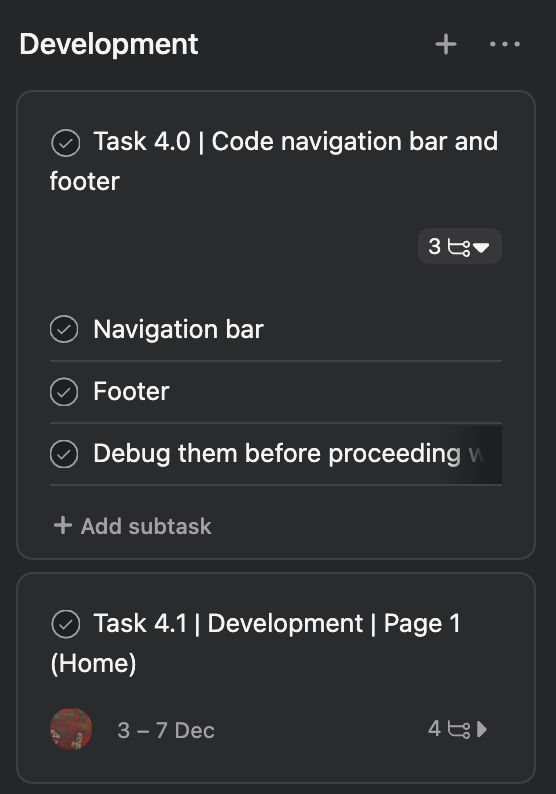 Development
Task 4.0 | Code navigation bar and
footer
3
Navigation bar
Footer
Debug them before proceeding
+ Add subtask
Task 4.1 | Development | Page 1
(Home)
3 – 7 Dec
4